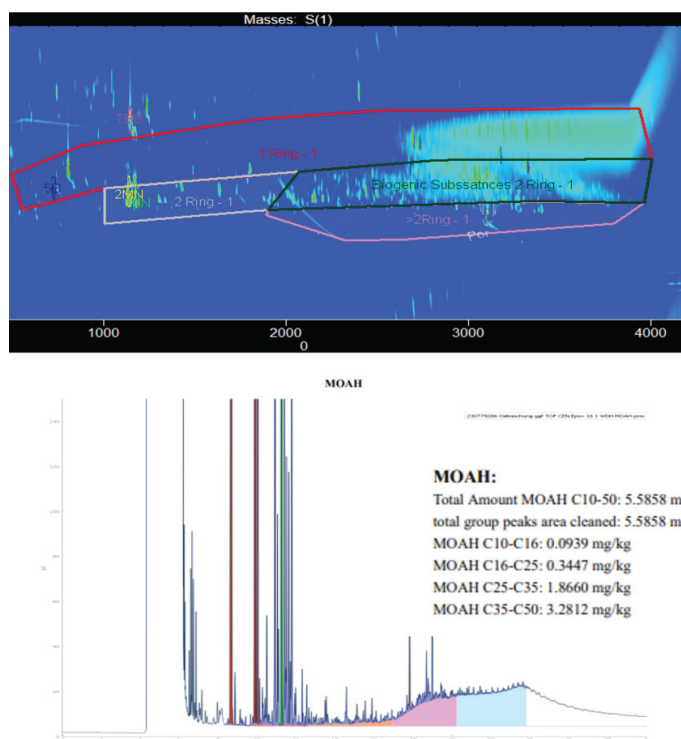 Masses: S(1)
TBB
1 Ring - 1
Biogenic Subssatnces 2 Ring - 1
2 Ring - 1
>2Ring - 1
Per
1000 2000 3000 4000
0
MOAH
MOAH:
Total Amount MOAH C10-50: 5.5858 m
total group peaks area cleaned: 5.5858 m
MOAH C10-C16: 0.0939 mg/kg
MOAH C16-C25: 0.3447 mg/kg
MOAH C25-C35: 1.8660 mg/kg
MOAH C35-C50: 3.2812 mg/kg